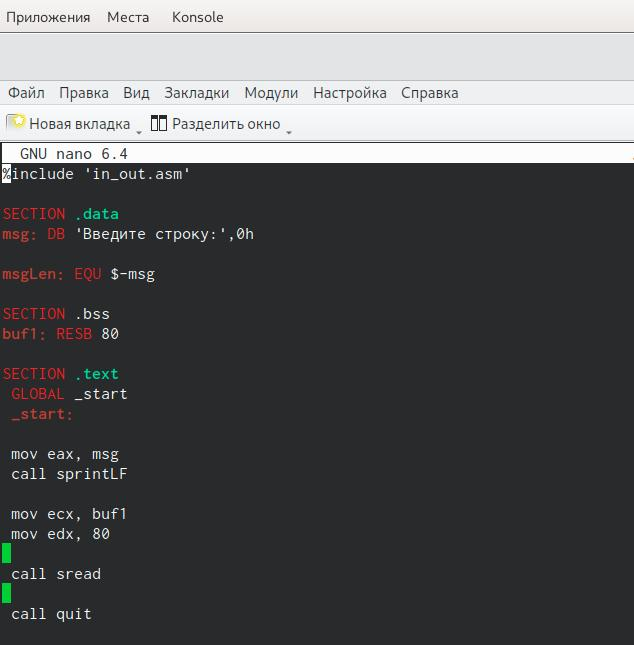 Приложения Места Konsole
Файл Правка Вид Закладки Модули Настройка Справка
Новая вкладка Разделить окно
GNU nano 6.4
%include 'in_out.asm'
SECTION .data
msg: DB 'Введите строку:',0h
msgLen: EQU $-msg
SECTION .bss
buf1: RESB 80
SECTION .text
GLOBAL _start
_start:
mov eax, msg
call sprintLF
mov ecx, buf1
mov edx, 80
call sread
call quit